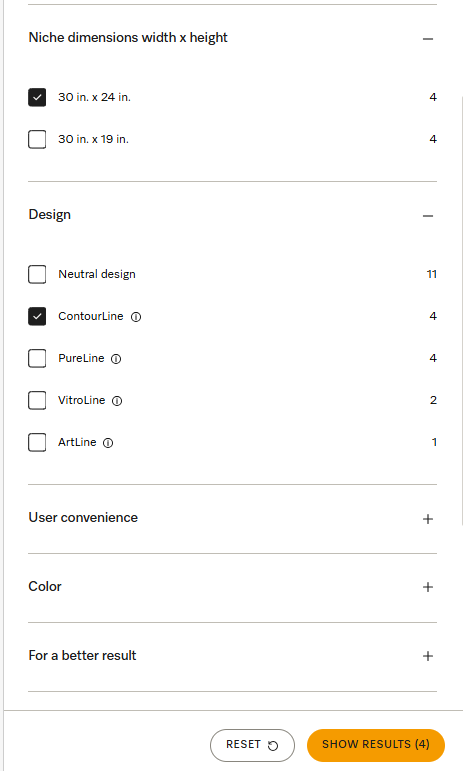 Niche dimensions width x height
30 in. x 24 in. 4
30 in. x 19 in. 4
Design
Neutral design 11
ContourLine 4
PureLine 4
VitroLine 2
ArtLine 1
User convenience
Color
For a better result
RESET
SHOW RESULTS (4)